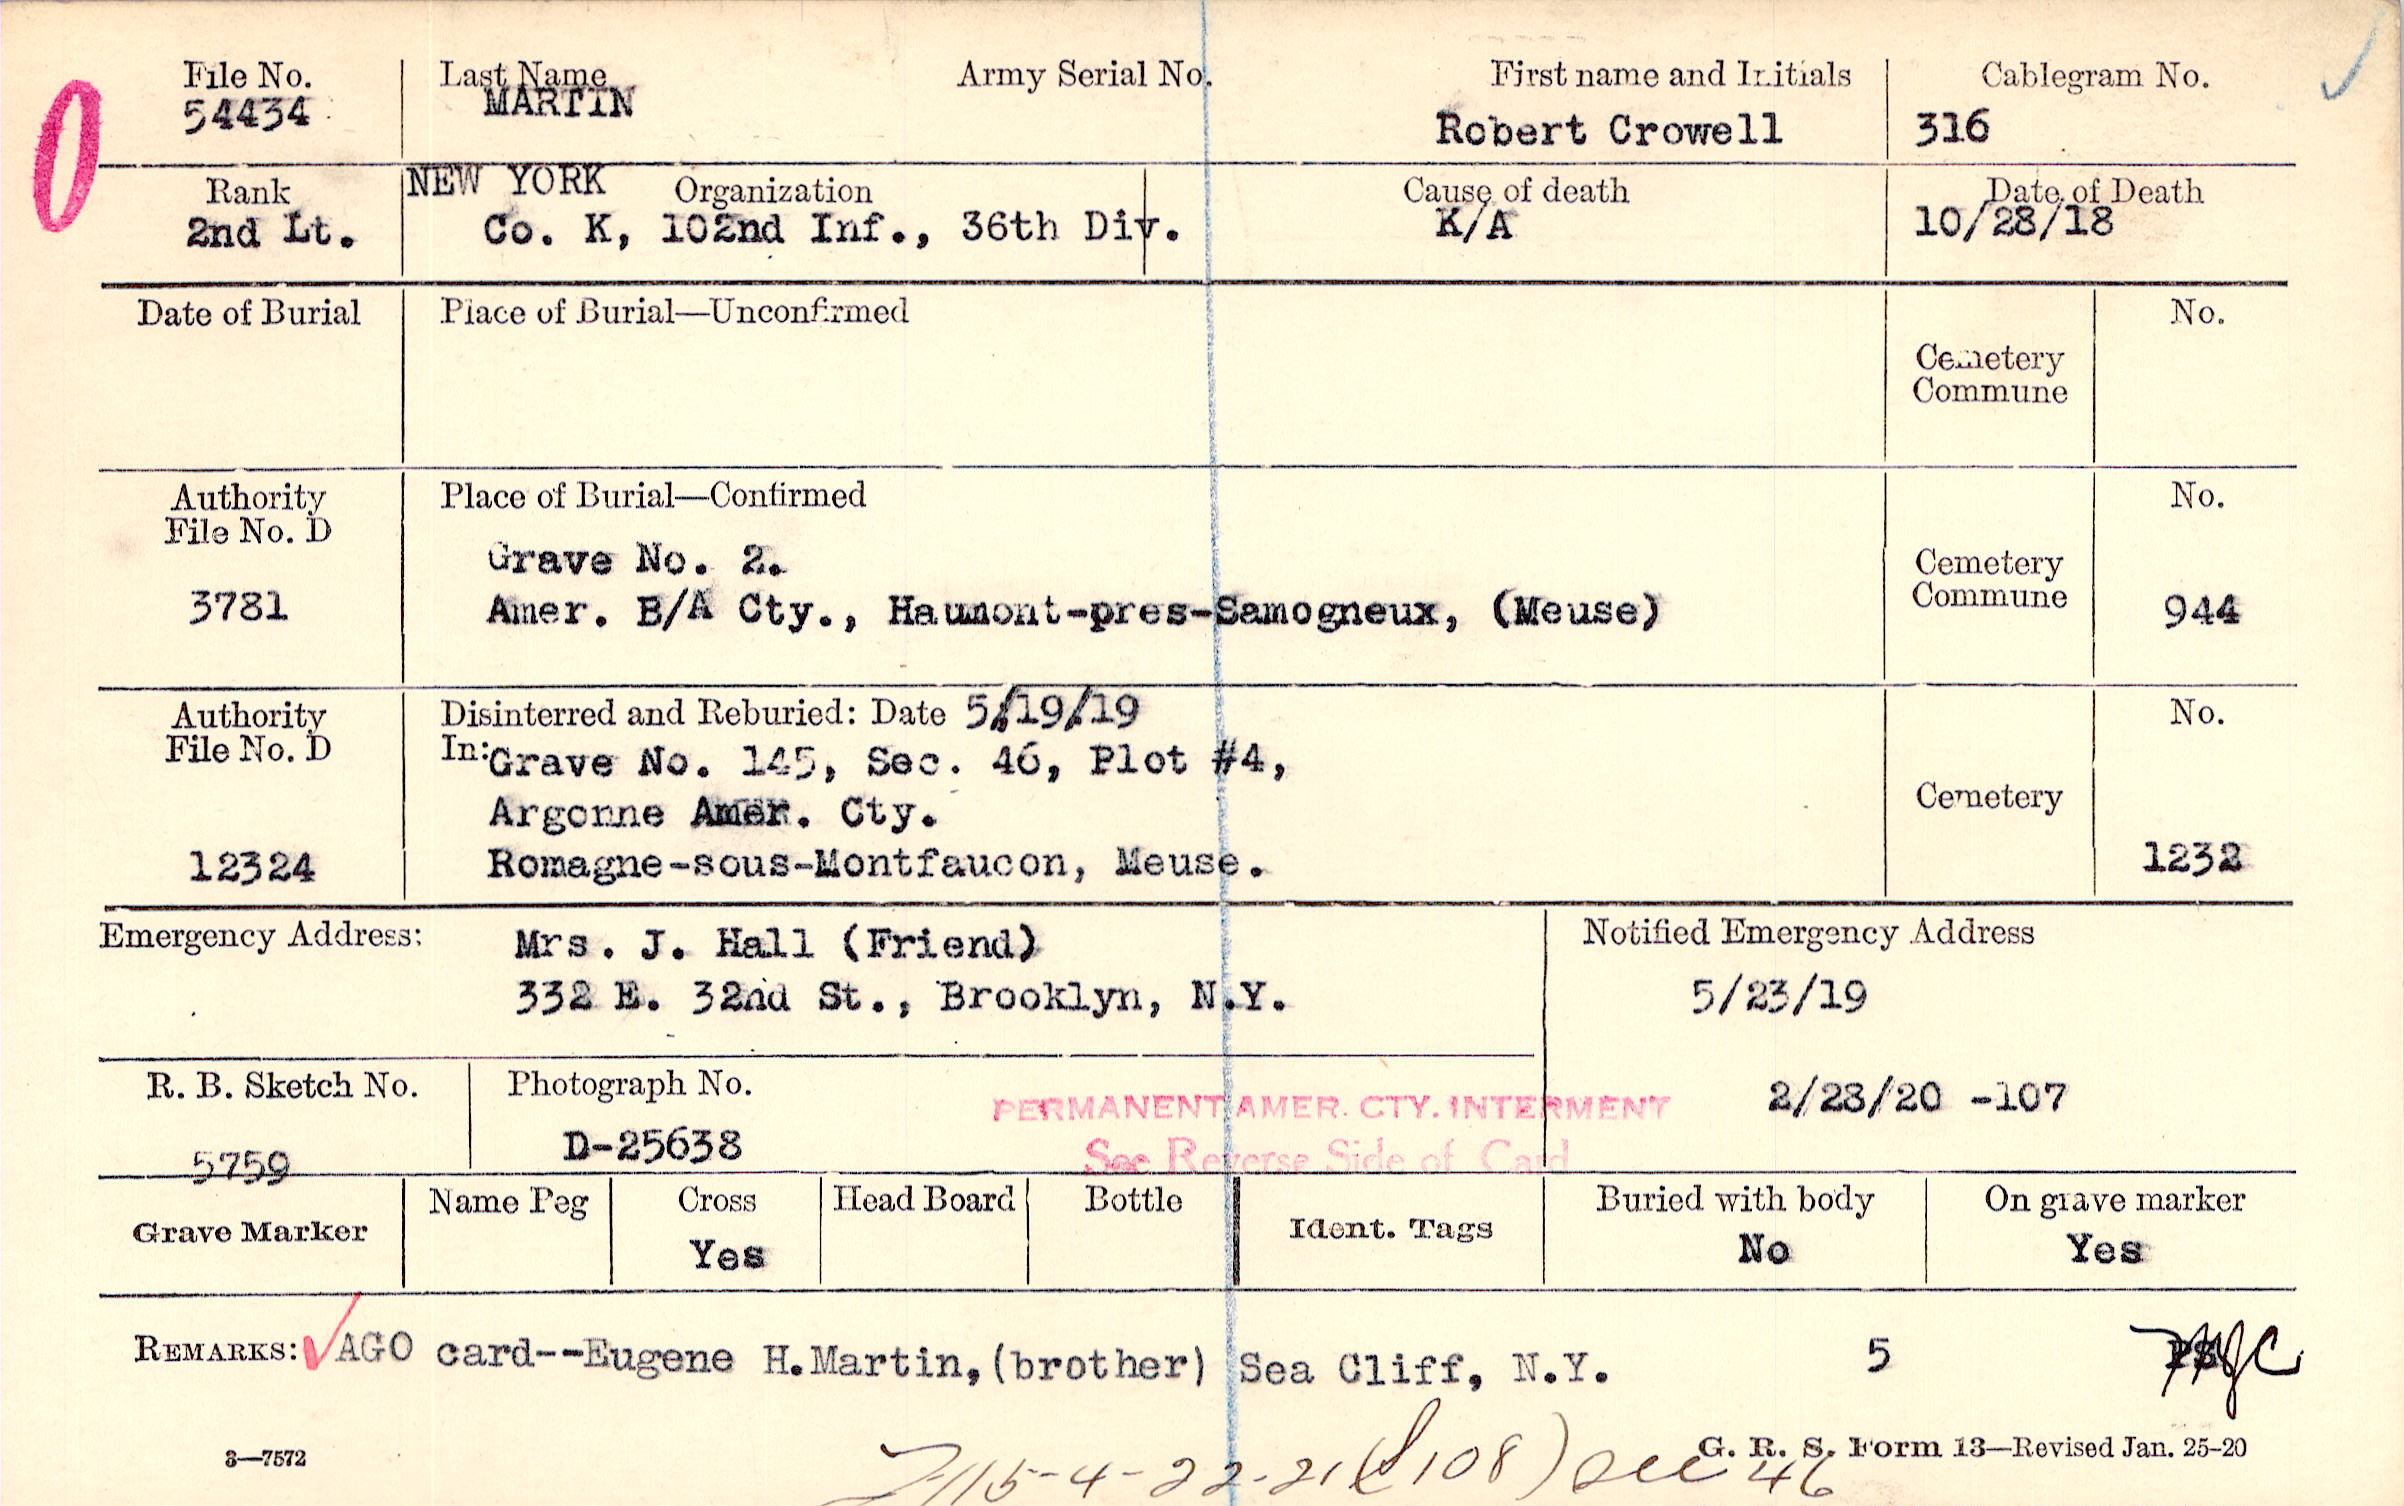 File No. Last Name Army Serial No. First name and Initials Cablegram No.
54434 MARTIN Robert Crowell 316
Rank NEW YORK Organization Cause of death Date of Death
2nd Lt. Co. K, 102nd Inf., 36th Div. K/A 10/28/18
Date of Burial Place of Burial—Unconfirmed No.
Cemetery
Commune
Authority Place of Burial—Confirmed No.
File No. D
Grave No. 2. Cemetery
3781 Amer. B/A Cty., Haumont-pres-Samogneux, (Meuse) Commune 944
Authority Disinterred and Reburied: Date 5/19/19 No.
File No. D In: Grave No. 145, Sec. 46, Plot #4,
Argonne Amer. Cty. Cemetery
12324 Romagne-sous-Montfaucon, Meuse. 1232
Emergency Address: Mrs. J. Hall (Friend) Notified Emergency Address
332 E. 32nd St., Brooklyn, N.Y. 5/23/19
R. B. Sketch No. Photograph No. PERMANENT AMER. CTY. INTERMENT 2/28/20 -107
5759 D-25638 See Reverse Side of Card
Grave Marker Name Peg Cross Head Board Bottle Ident. Tags Buried with body On grave marker
Yes No Yes
REMARKS: AGO card--Eugene H.Martin,(brother) Sea Cliff, N.Y. 5
3—7572 G. R. S. Form 13—Revised Jan. 25-20
4-22-21 108) Sec 46